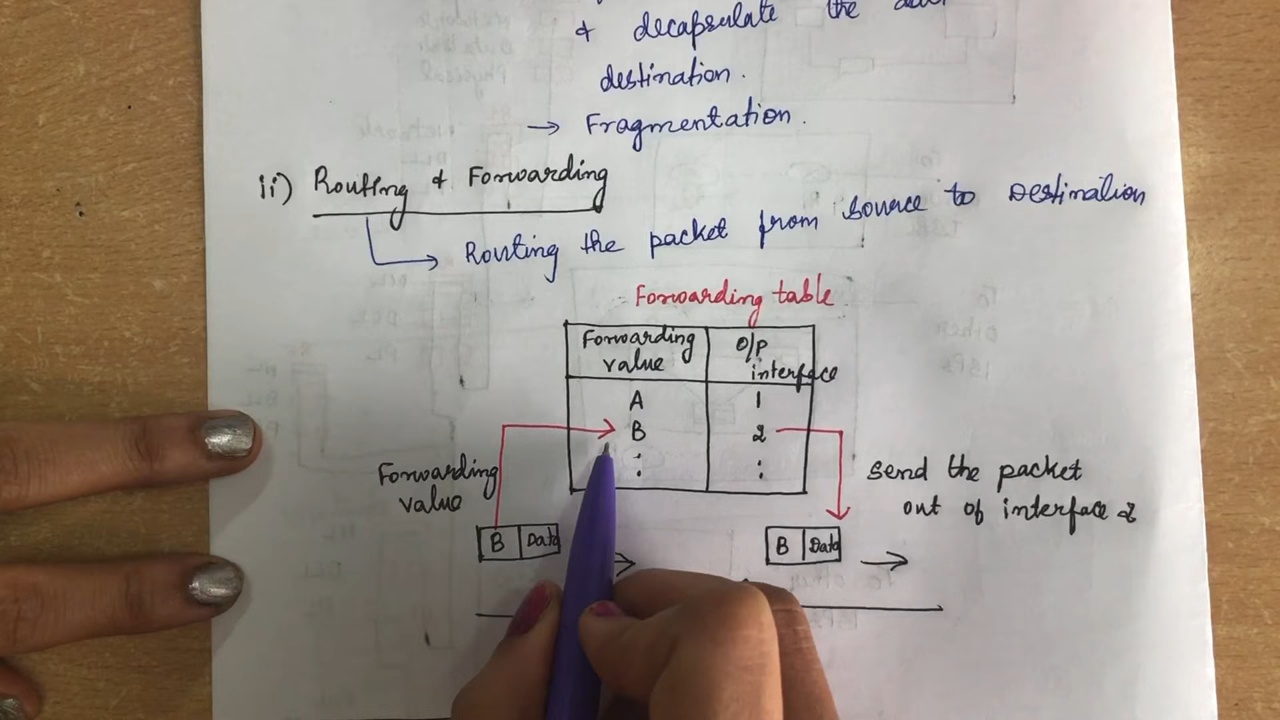 & decapsulate the
destination.
→ Fragmentation.
ii) Routing & Forwarding
Routing the packet from source to Destination
Forwarding table
Forwarding value O/P interface
A 1
B 2
: :
Forwarding value
send the packet out of interface 2
B Data
B Data